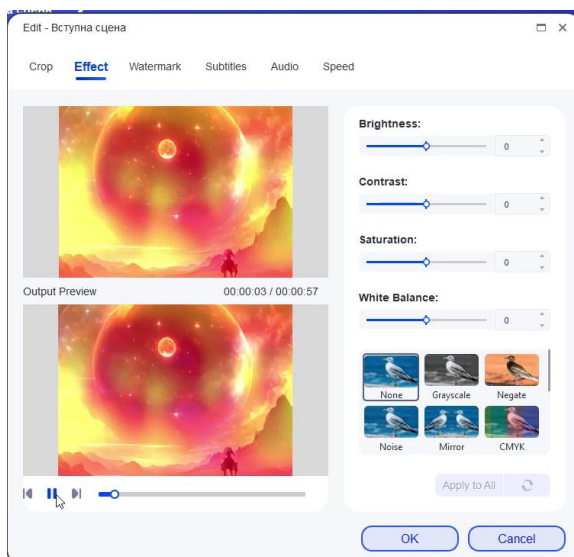 Edit - Вступна сцена
Crop Effect Watermark Subtitles Audio Speed
Brightness:
0
Contrast:
0
Saturation:
0
Output Preview 00:00:03 / 00:00:57
White Balance:
0
None Grayscale Negate
Noise Mirror CMYK
Apply to All
OK Cancel